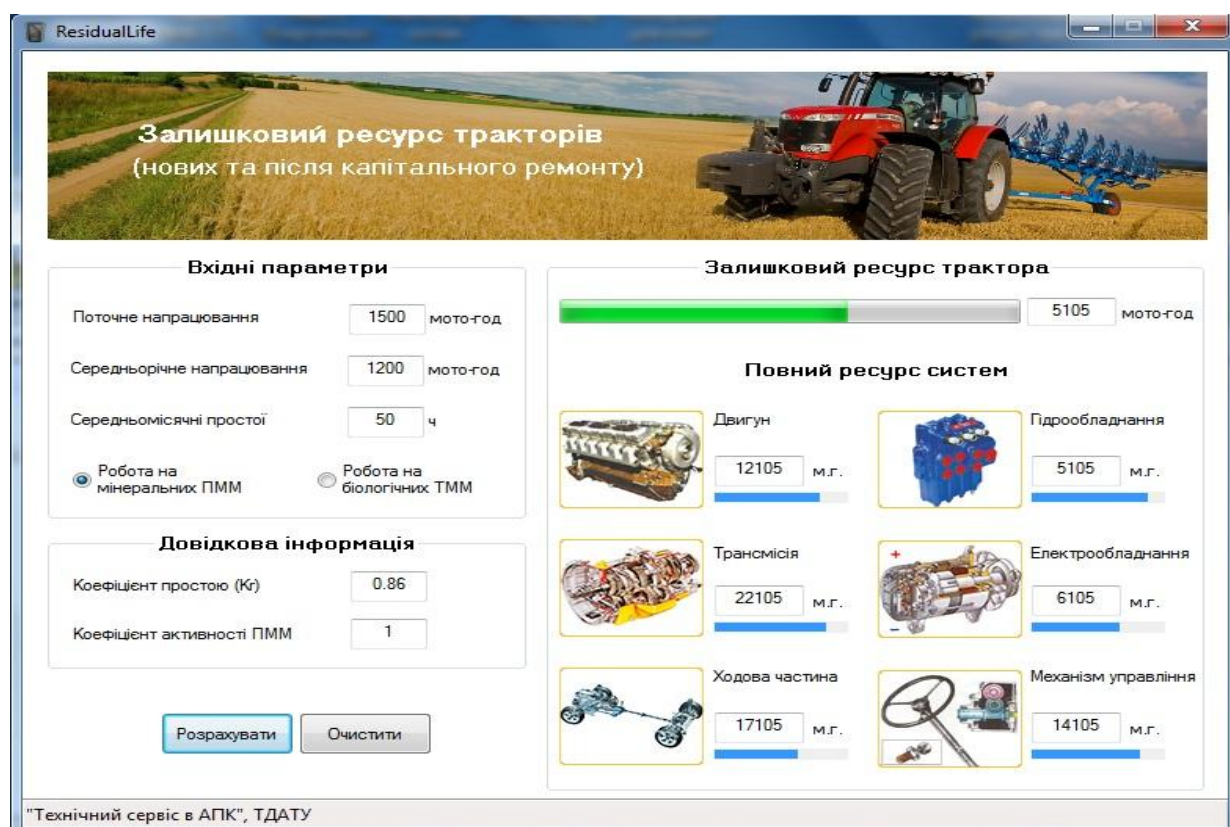 ResidualLife
Залишковий ресурс тракторів
(нових та після капітального ремонту)
Вхідні параметри
Поточне напрацювання 1500 мото-год
Середньорічне напрацювання 1200 мото-год
Середньомісячні простої 50 ч
Робота на
мінеральних ПММ
Робота на
біологічних ТММ
Довідкова інформація
Коефіцієнт простою (Kr) 0.86
Коефіцієнт активності ПММ 1
Розрахувати Очистити
Залишковий ресурс трактора
5105 мото-год
Повний ресурс систем
Двигун
12105 м.г.
Гідрообладнання
5105 м.г.
Трансмісія
22105 м.г.
+
Електрообладнання
6105 м.г.
−
Ходова частина
17105 м.г.
Механізм управління
14105 м.г.
"Технічний сервіс в АПК", ТДАТУ